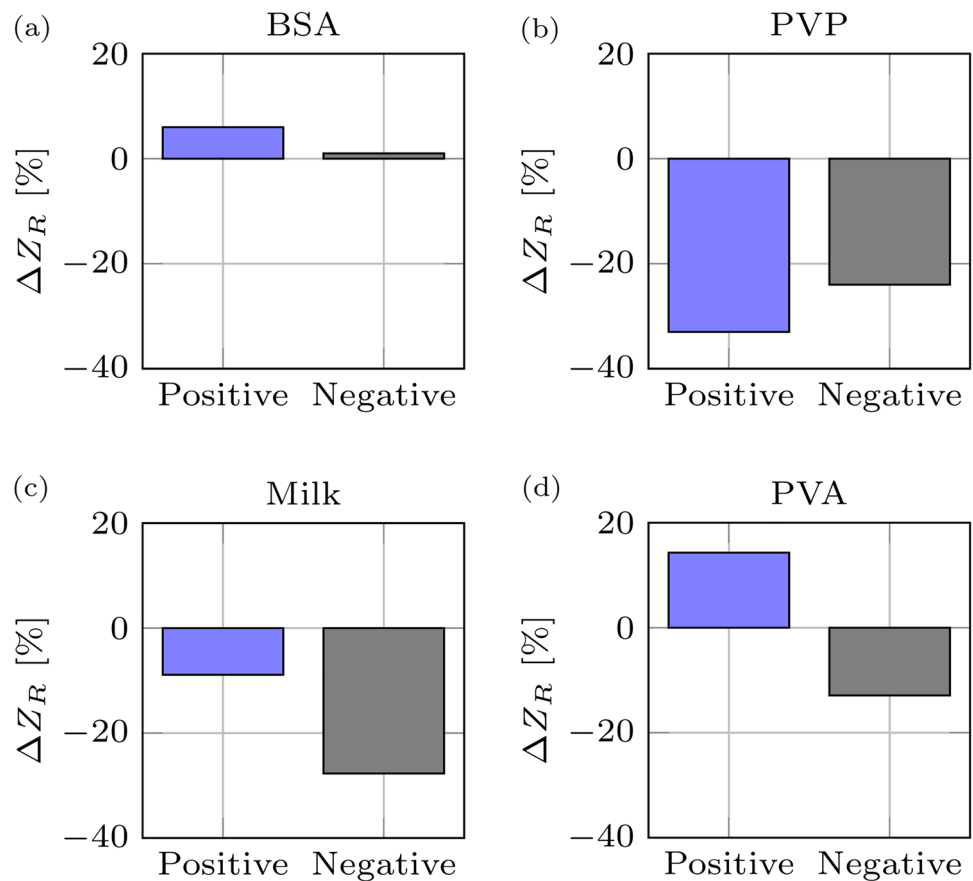 (a)
BSA
20
0
−20
−40
ΔZ_R [%]
Positive Negative
(b)
PVP
20
0
−20
−40
ΔZ_R [%]
Positive Negative
(c)
Milk
20
0
−20
−40
ΔZ_R [%]
Positive Negative
(d)
PVA
20
0
−20
−40
ΔZ_R [%]
Positive Negative